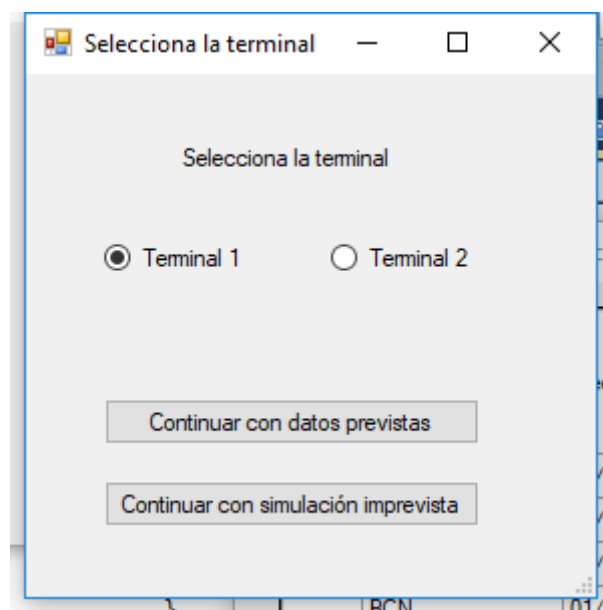 Selecciona la terminal
Selecciona la terminal
Terminal 1
Terminal 2
Continuar con datos previstas
Continuar con simulación imprevista
}
BCN
01/